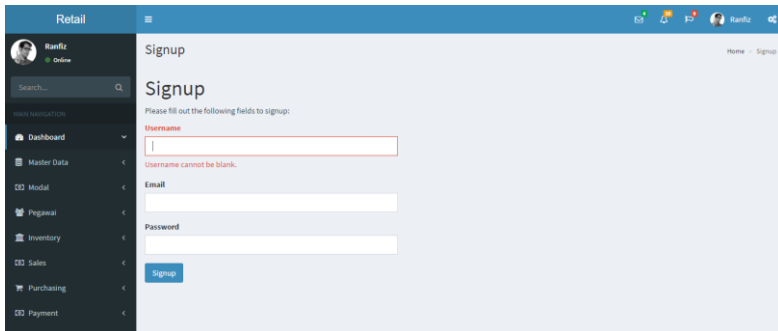 Retail
Ranfiz
Ranfiz
Online
Search...
MAIN NAVIGATION
Dashboard
Master Data
Modal
Pegawai
Inventory
Sales
Purchasing
Payment
Signup
Home
Signup
Signup
Please fill out the following fields to signup:
Username
Username cannot be blank.
Email
Password
Signup